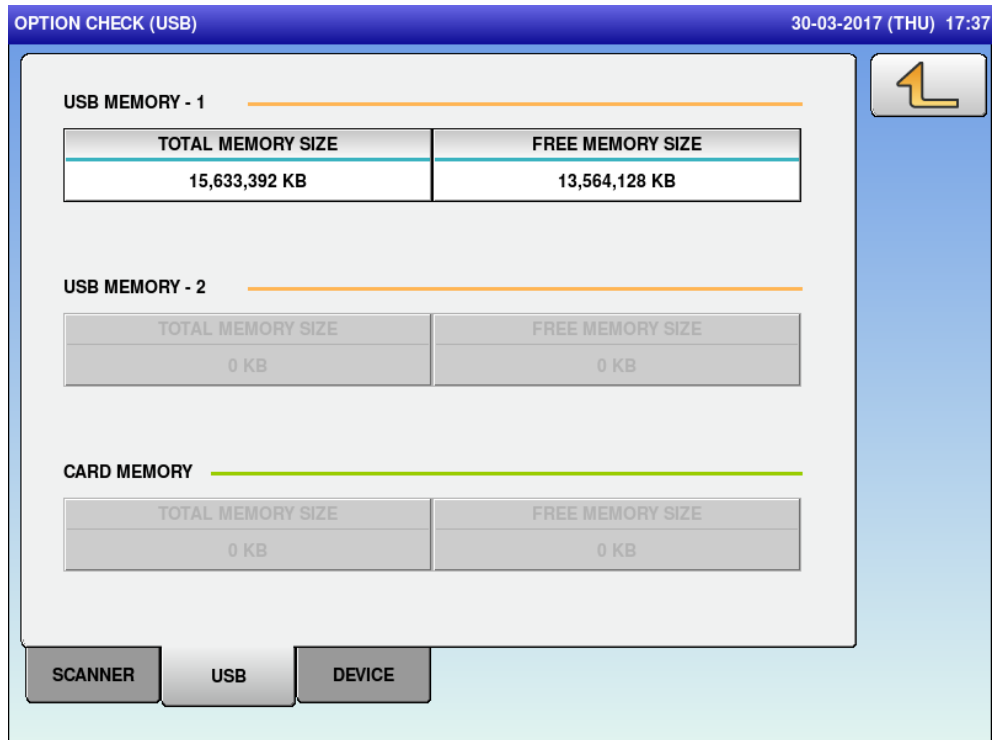 OPTION CHECK (USB) 30-03-2017 (THU) 17:37
USB MEMORY - 1
TOTAL MEMORY SIZE FREE MEMORY SIZE
15,633,392 KB 13,564,128 KB
USB MEMORY - 2
TOTAL MEMORY SIZE FREE MEMORY SIZE
0 KB 0 KB
CARD MEMORY
TOTAL MEMORY SIZE FREE MEMORY SIZE
0 KB 0 KB
SCANNER USB DEVICE